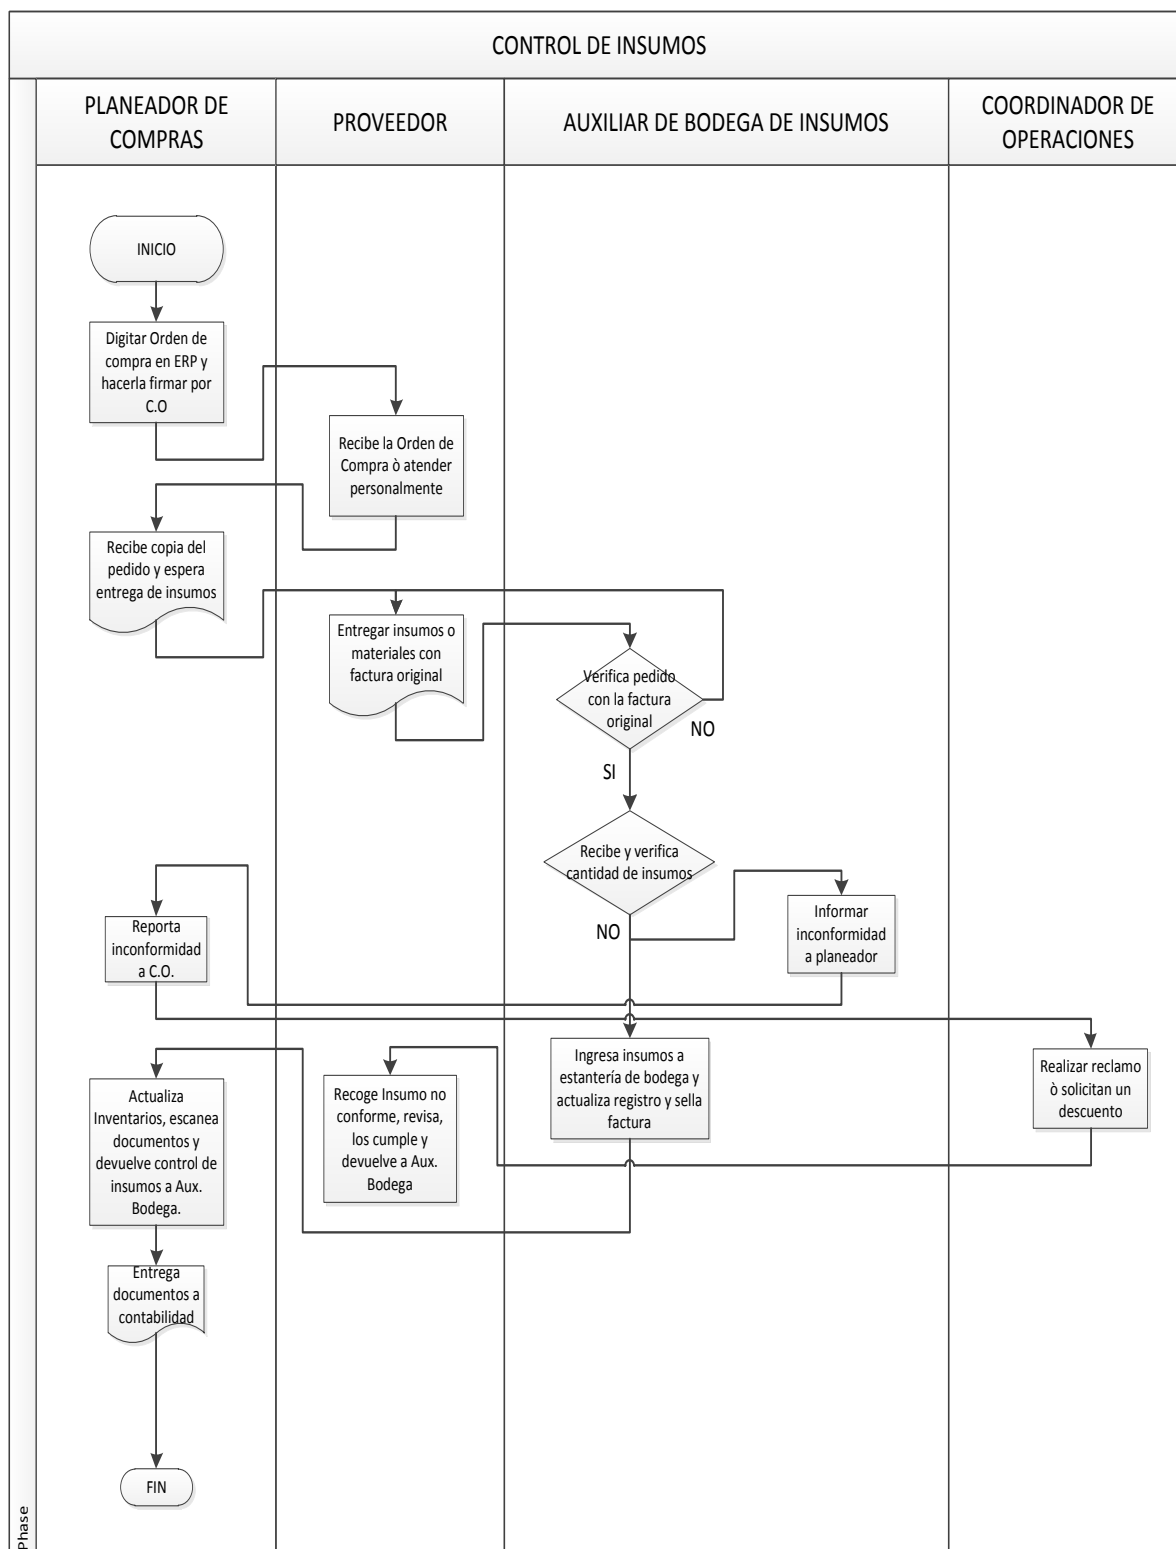 CONTROL DE INSUMOS
PLANEADOR DE
COMPRAS
PROVEEDOR
AUXILIAR DE BODEGA DE INSUMOS
COORDINADOR DE
OPERACIONES
INICIO
Digitar Orden de
compra en ERP y
hacerla firmar por
C.O
Recibe la Orden de
Compra ò atender
personalmente
Recibe copia del
pedido y espera
entrega de insumos
Entregar insumos o
materiales con
factura original
Verifica pedido
con la factura
original
NO
SI
Recibe y verifica
cantidad de insumos
NO
Informar
inconformidad
a planeador
Reporta
inconformidad
a C.O.
Ingresa insumos a
estantería de bodega y
actualiza registro y sella
factura
Realizar reclamo
ò solicitan un
descuento
Recoge Insumo no
conforme, revisa,
los cumple y
devuelve a Aux.
Bodega
Actualiza
Inventarios, escanea
documentos y
devuelve control de
insumos a Aux.
Bodega.
Entrega
documentos a
contabilidad
FIN
Phase